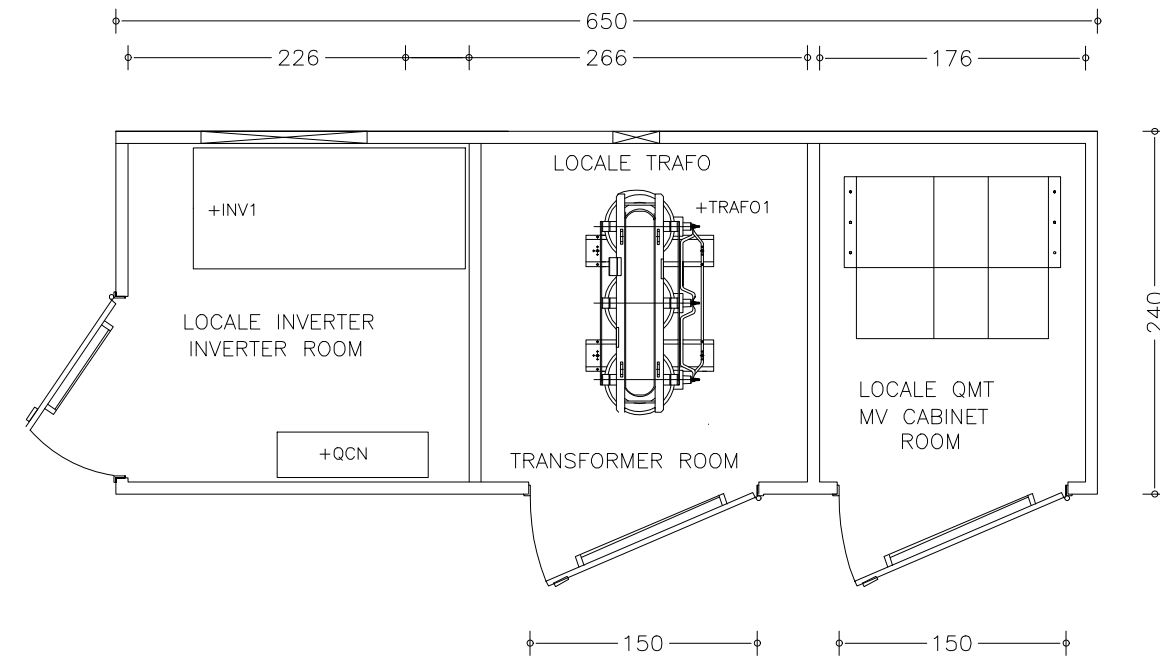 650
226
266
176
LOCALE TRAFO
+INV1
+TRAFO1
240
LOCALE INVERTER
INVERTER ROOM
LOCALE QMT
MV CABINET
ROOM
+QCN
TRANSFORMER ROOM
150
150